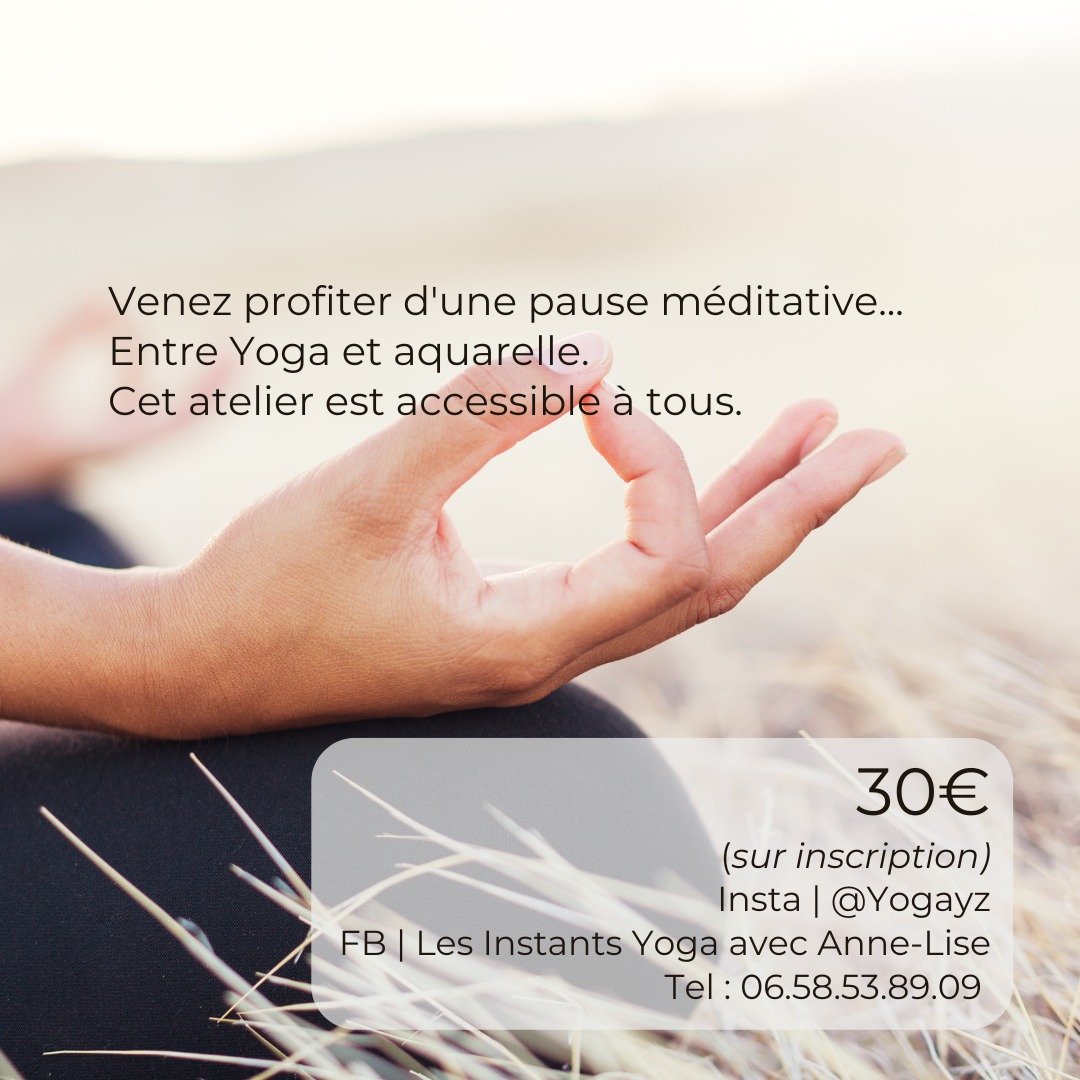 Venez profiter d'une pause méditative...
Entre Yoga et aquarelle.
Cet atelier est accessible à tous.
30€
(sur inscription)
Insta | @Yogayz
FB | Les Instants Yoga avec Anne-Lise
Tel : 06.58.53.89.09